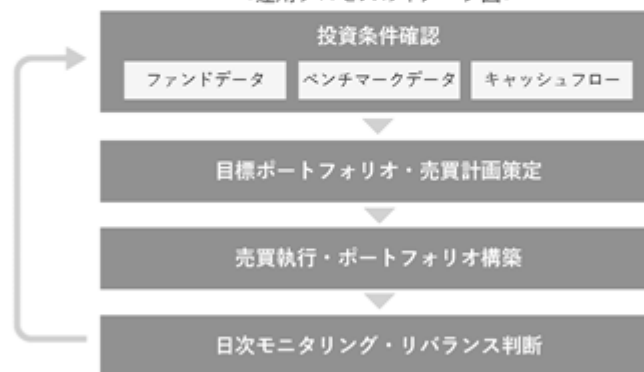 投資条件確認
ファンドデータ ベンチマークデータ キャッシュフロー
目標ポートフォリオ・売買計画策定
売買執行・ポートフォリオ構築
日次モニタリング・リバランス判断